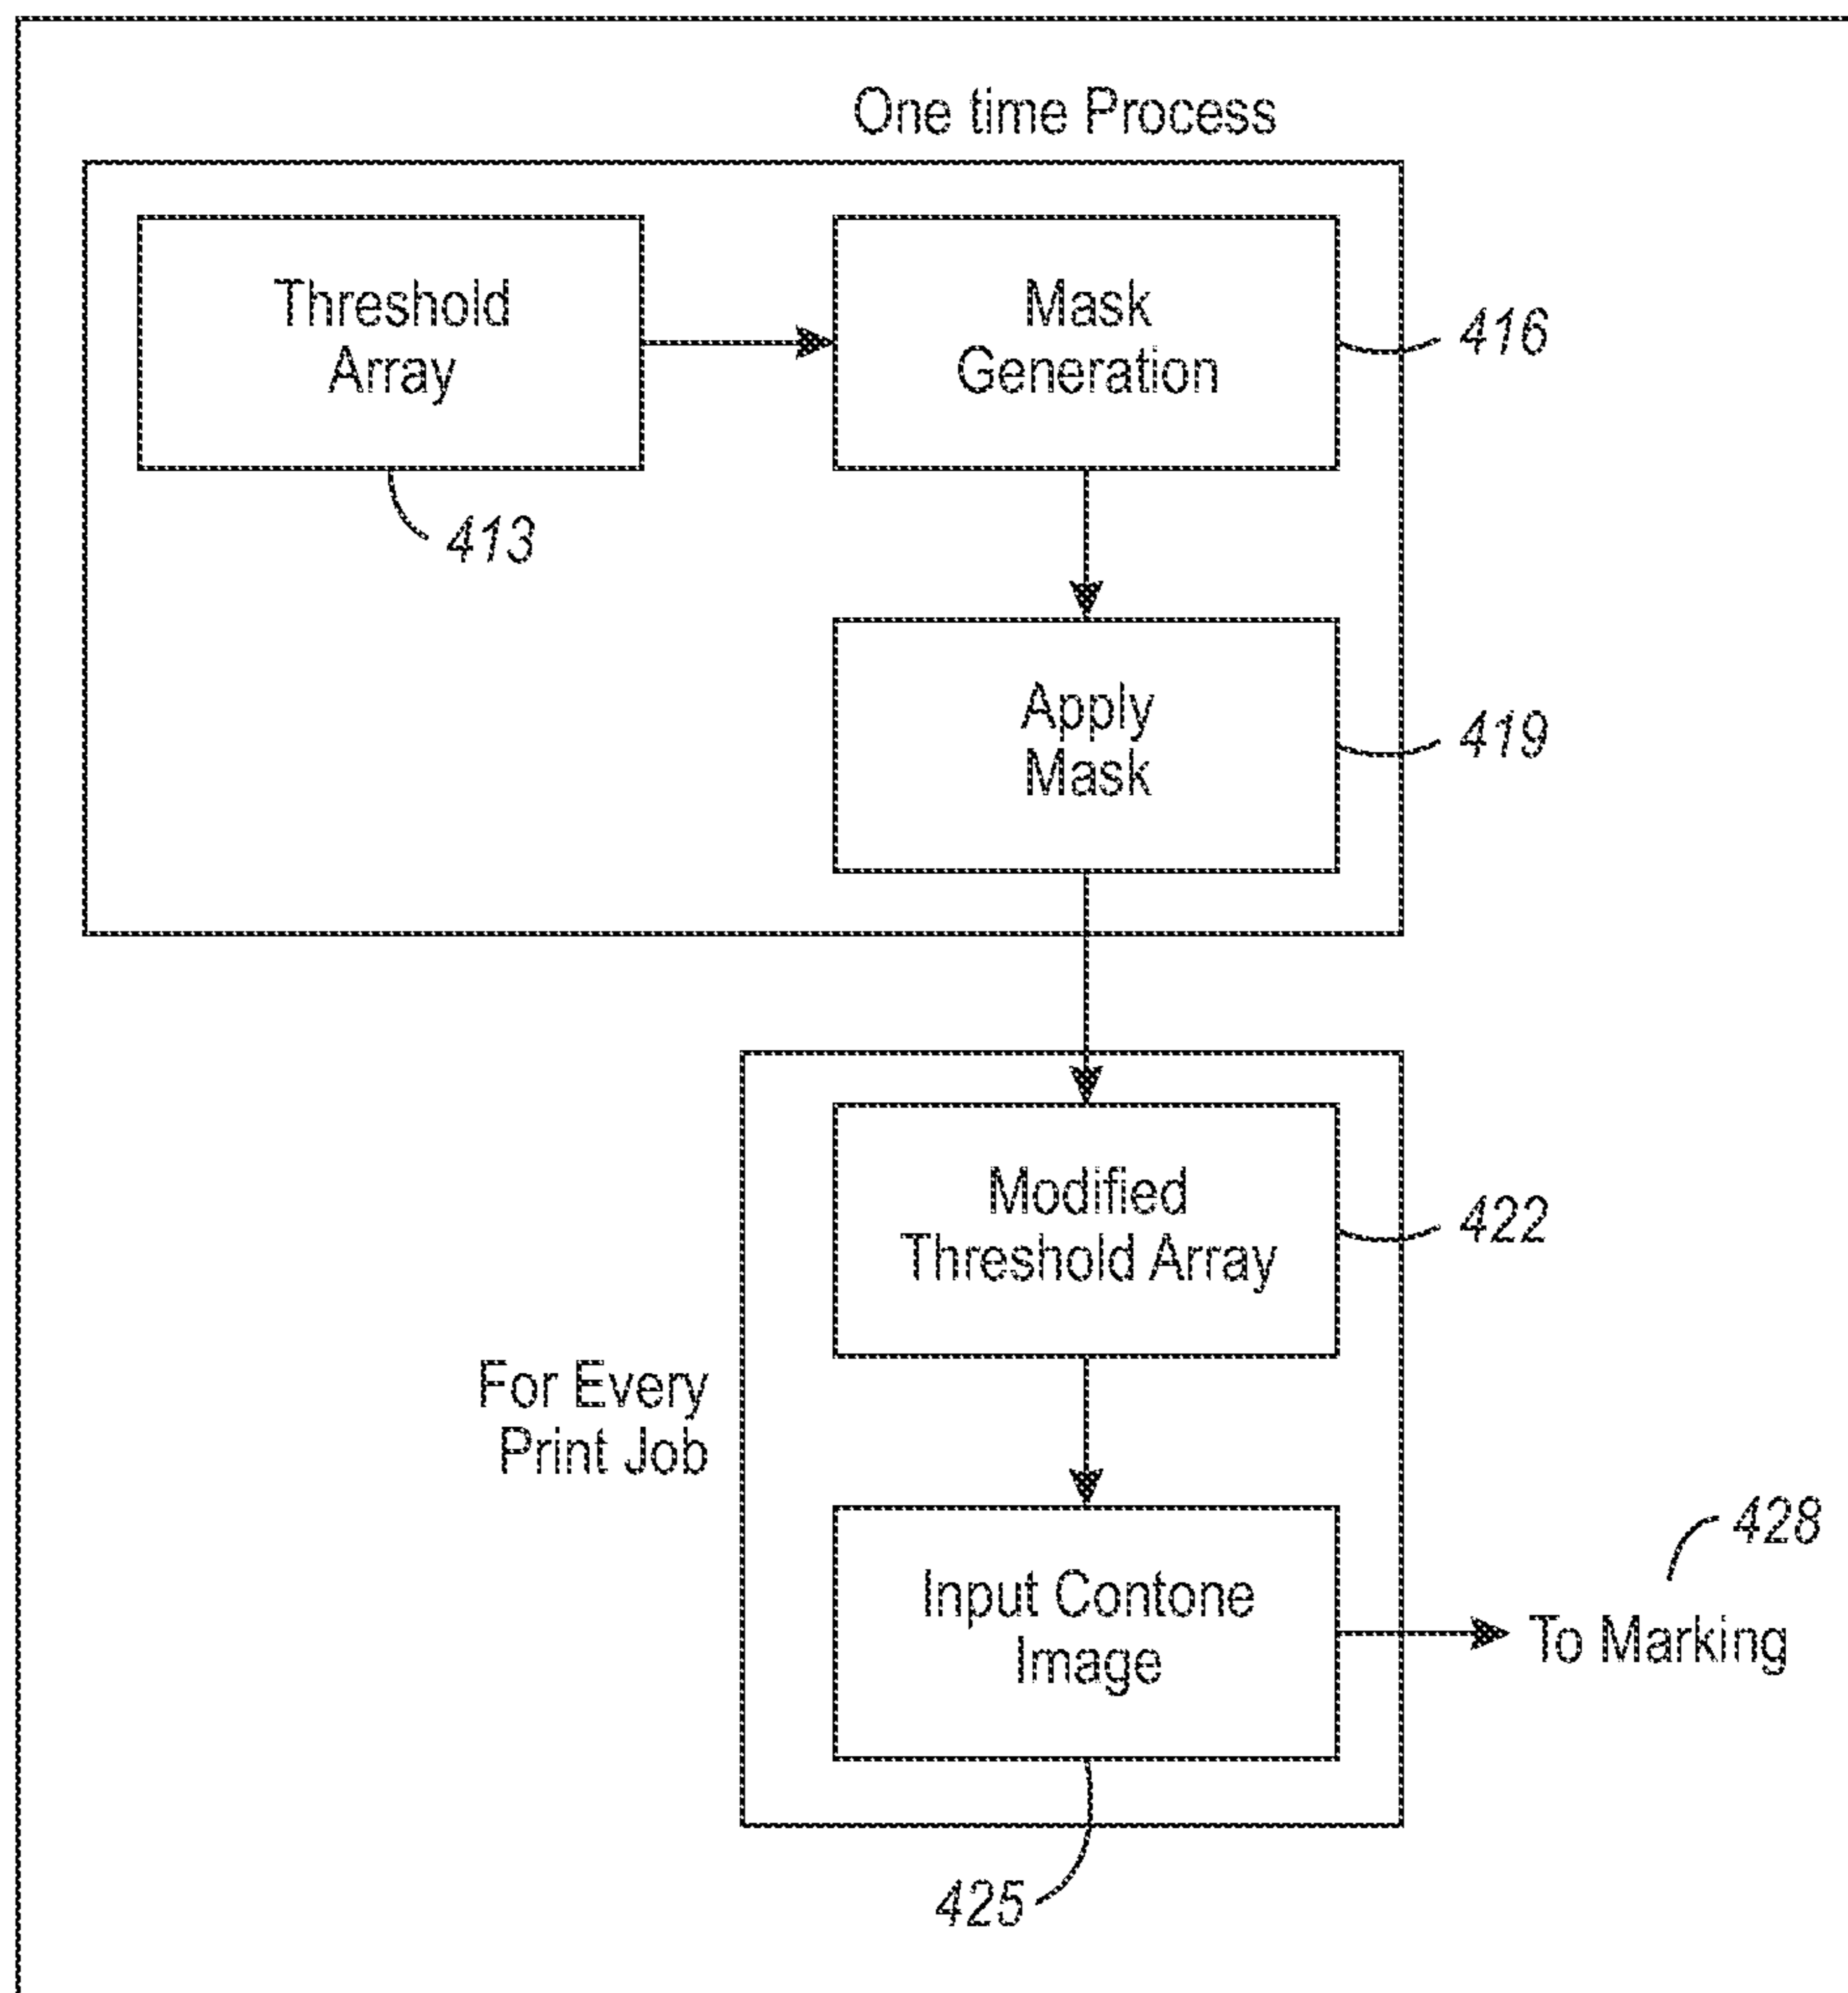 One time Process
Threshold
Array
413
Mask
Generation
416
Apply
Mask
419
Modified
Threshold Array
422
For Every
Print Job
Input Contone
Image
425
428
To Marking